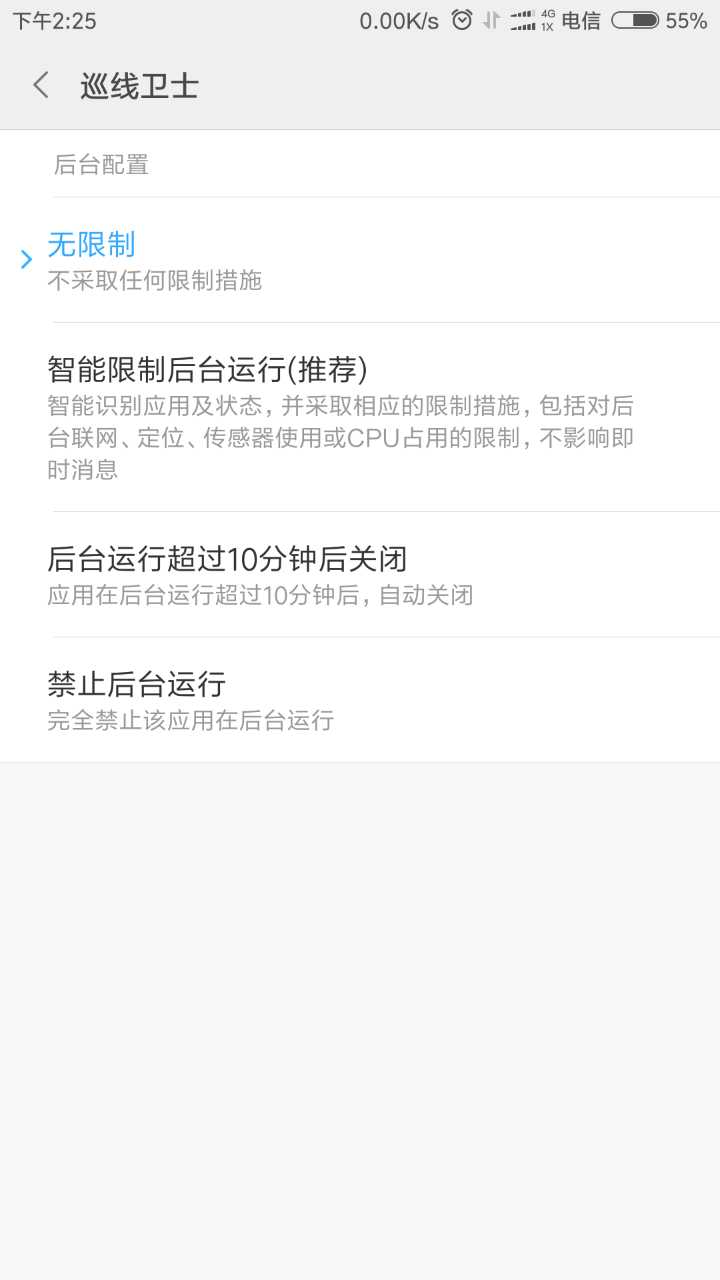 下午2:25 0.00K/s 4G 1X 电信 55%
巡线卫士
后台配置
无限制
不采取任何限制措施
智能限制后台运行(推荐)
智能识别应用及状态，并采取相应的限制措施，包括对后
台联网、定位、传感器使用或CPU占用的限制，不影响即
时消息
后台运行超过10分钟后关闭
应用在后台运行超过10分钟后，自动关闭
禁止后台运行
完全禁止该应用在后台运行